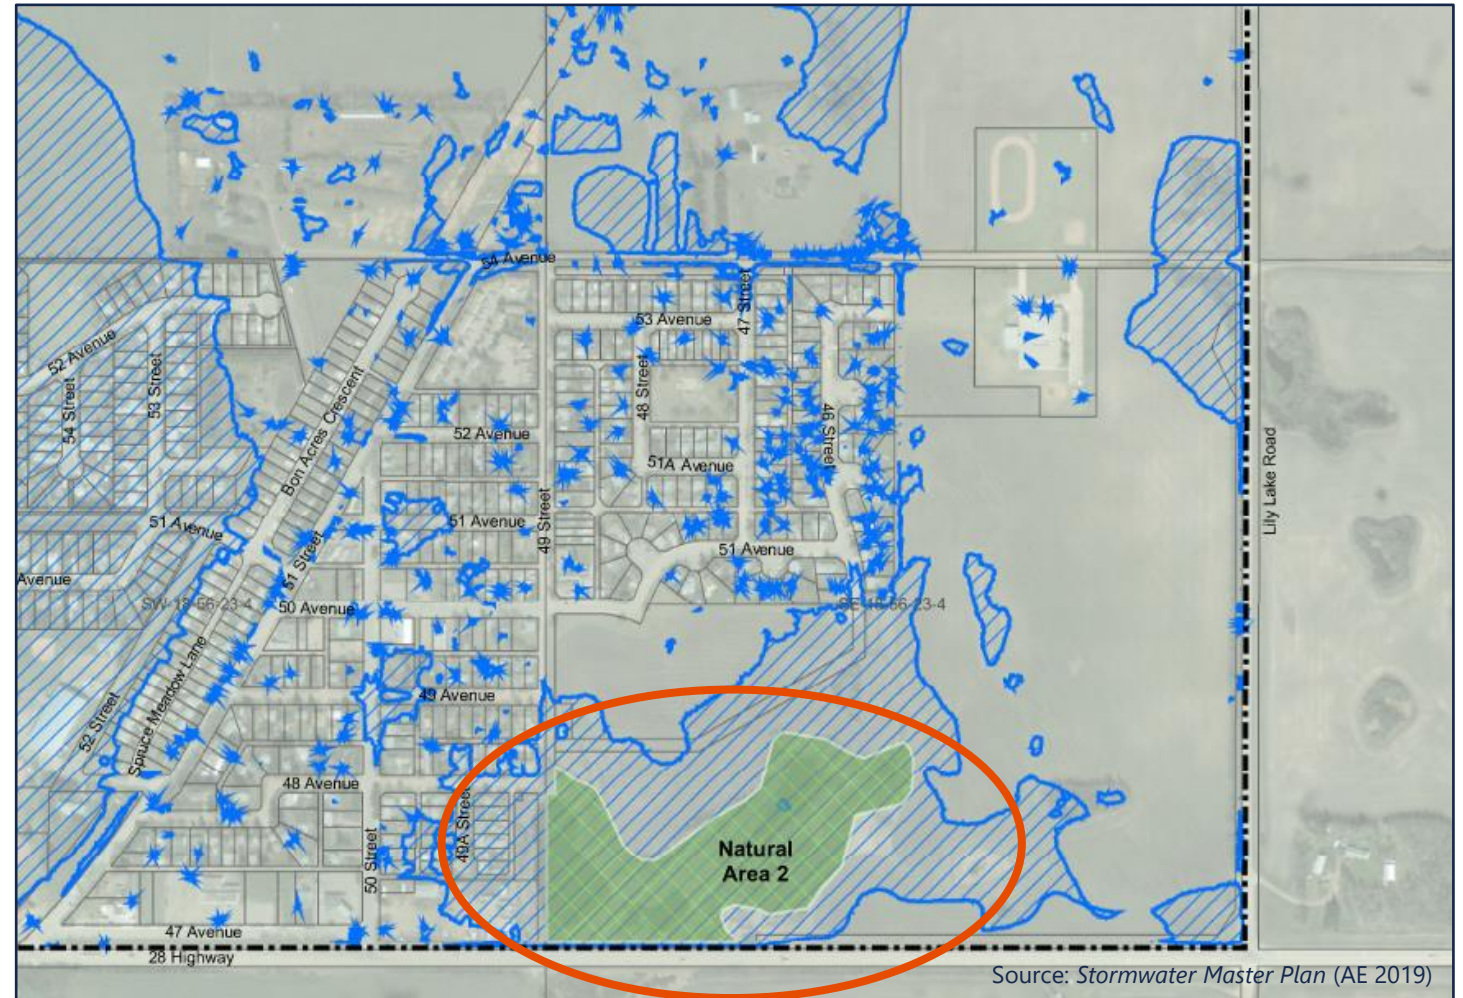 54 Avenue
53 Avenue
47 Street
52 Avenue
54 Street
53 Street
48 Street
46 Street
Bon Acres Crescent
52 Avenue
51A Avenue
51 Avenue
51 Avenue
49 Street
51 Avenue
51 Street
Lily Lake Road
Avenue
SW-18-56-23-4
50 Avenue
SE-18-56-23-4
Spruce Meadow Lane
52 Street
49 Avenue
48 Avenue
49A Street
50 Street
Natural
Area 2
47 Avenue
28 Highway
Source: Stormwater Master Plan (AE 2019)